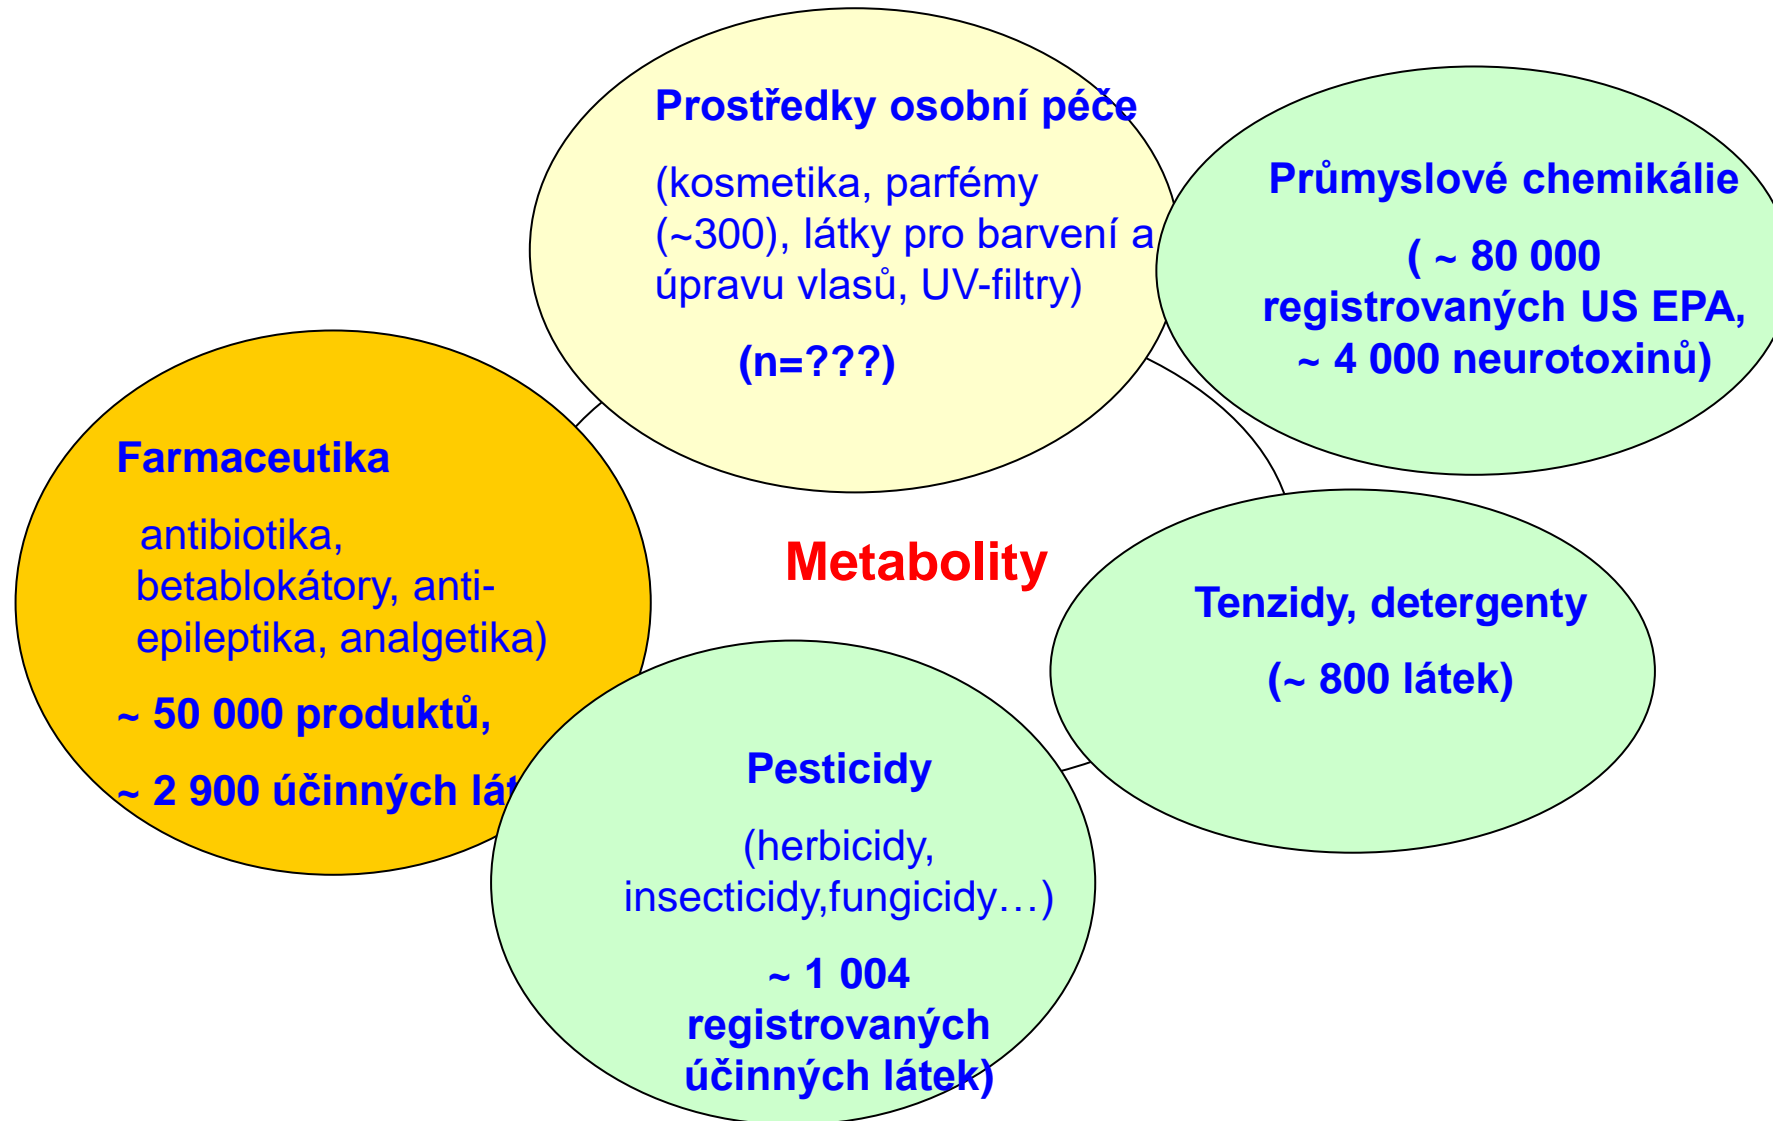 Prostředky osobní péče
(kosmetika, parfémy
(~300), látky pro barvení a
úpravu vlasů, UV-filtry)
(n=???)
Průmyslové chemikálie
( ~ 80 000
registrovaných US EPA,
~ 4 000 neurotoxinů)
Farmaceutika
antibiotika,
betablokátory, anti-
epileptika, analgetika)
~ 50 000 produktů,
~ 2 900 účinných
Metabolity
Tenzidy, detergenty
(~ 800 látek)
Pesticidy
(herbicidy,
insecticidy,fungicidy…)
~ 1 004
registrovaných
účinných látek)